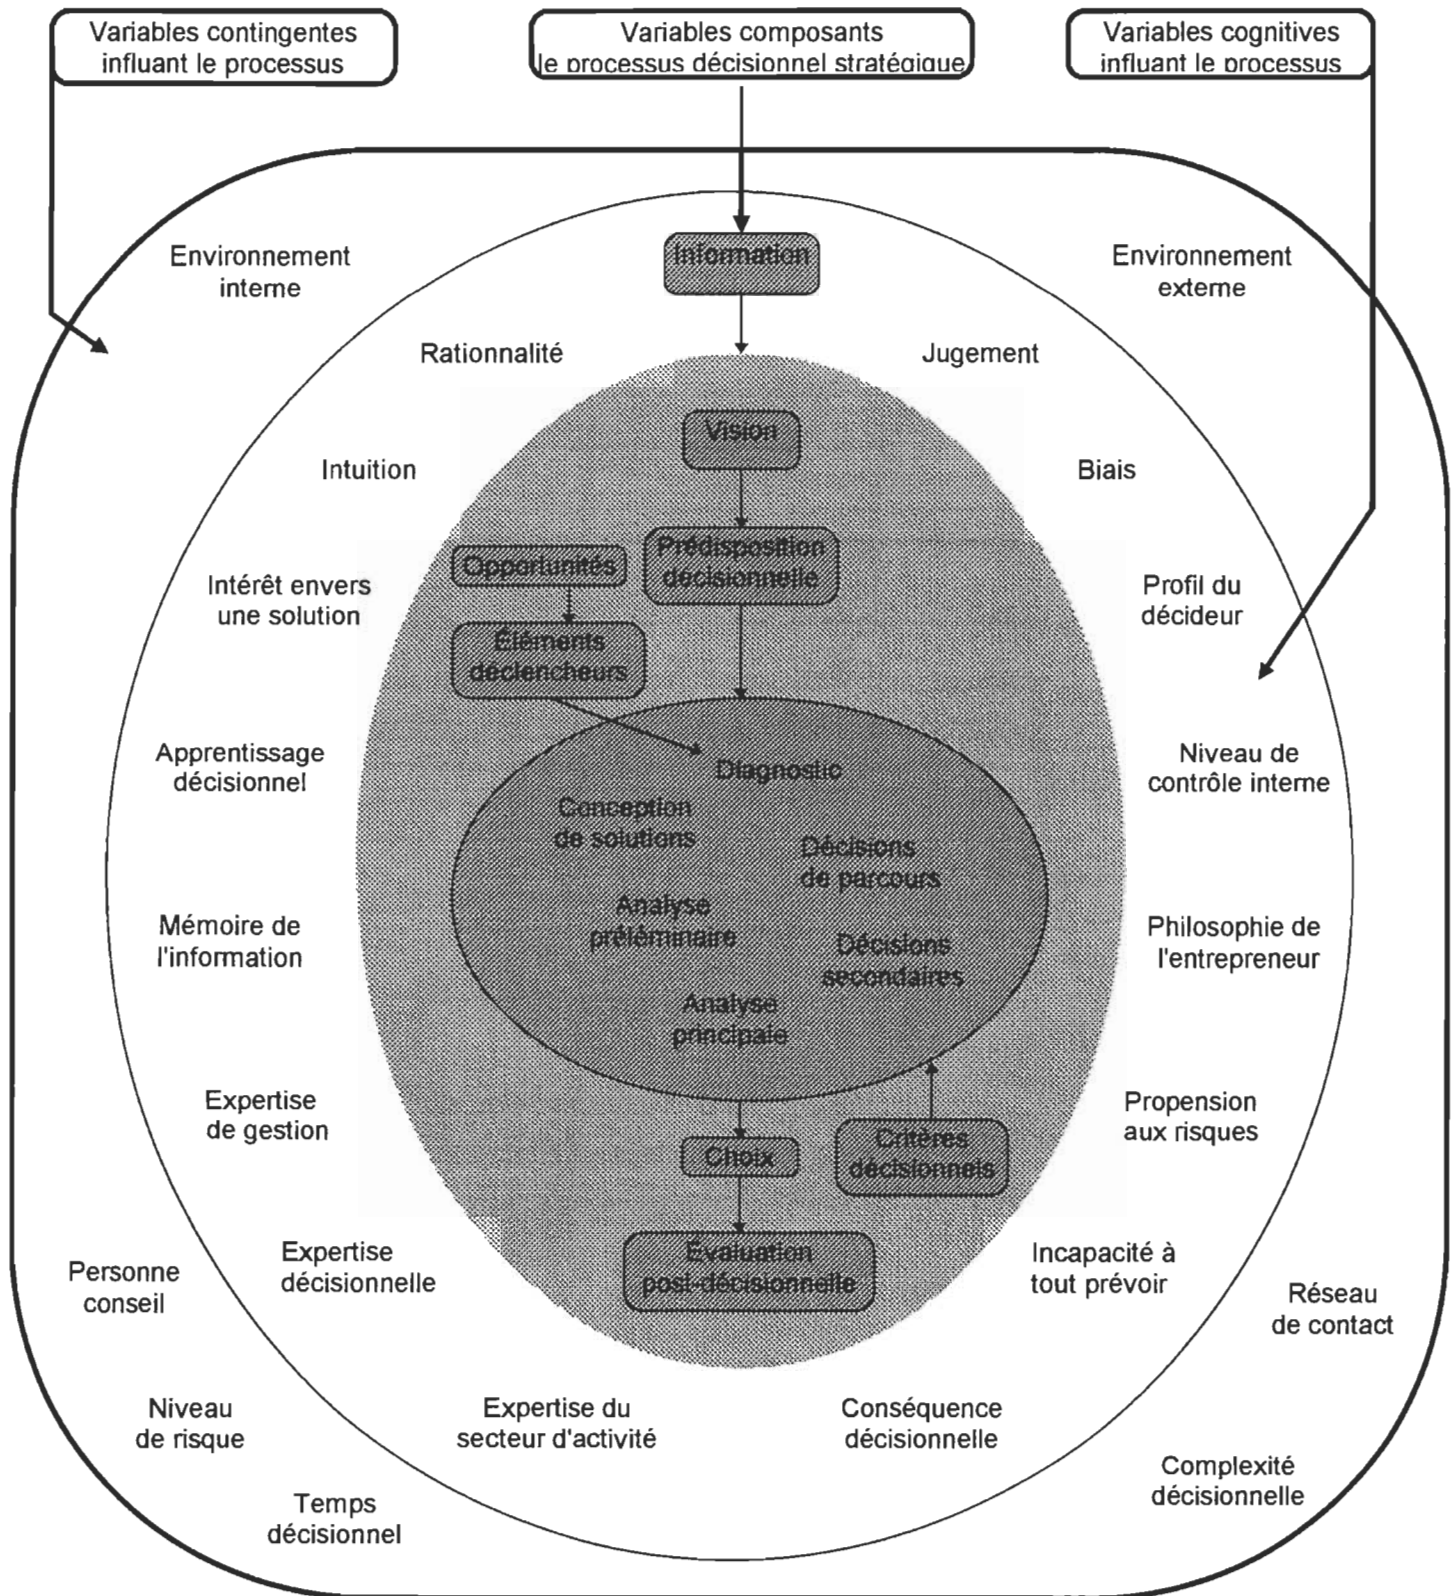 Variables contingentes
influant le processus
Variables composants
le processus décisionnel stratégique
Variables cognitives
influant le processus
Environnement
interne
Information
Environnement
externe
Rationnalité
Jugement
Vision
Intuition
Biais
Opportunités
Prédisposition
décisionnelle
Intérêt envers
une solution
Profil du
décideur
Éléments
déclencheurs
Apprentissage
décisionnel
Diagnostic
Niveau de
contrôle interne
Conception
de solutions
Décisions
de parcours
Mémoire de
l'information
Analyse
préléminaire
Décisions
secondaires
Philosophie de
l'entrepreneur
Analyse
principale
Expertise
de gestion
Choix
Critères
décisionnels
Propension
aux risques
Personne
conseil
Expertise
décisionnelle
Évaluation
post-décisionnelle
Incapacité à
tout prévoir
Réseau
de contact
Niveau
de risque
Expertise du
secteur d'activité
Conséquence
décisionnelle
Complexité
décisionnelle
Temps
décisionnel